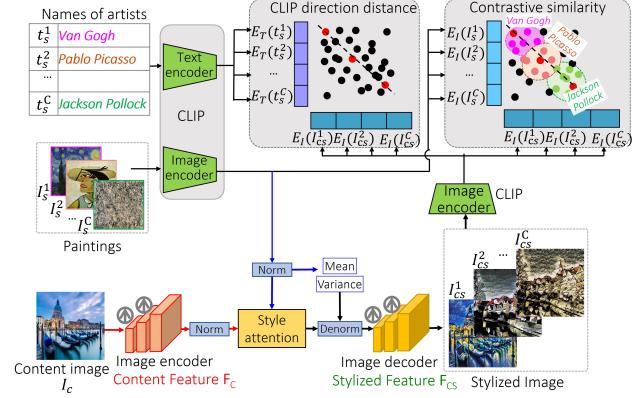 Names of artists
t_s^1 Van Gogh
t_s^2 Pablo Picasso
...
t_s^C Jackson Pollock
Text
encoder
CLIP
Image
encoder
I_s^1
I_s^2
...
I_s^C
Paintings
CLIP direction distance
E_T(t_s^1)
E_T(t_s^2)
...
E_T(t_s^C)
E_I(I_cs^1) E_I(I_cs^2) E_I(I_cs^C)
Contrastive similarity
E_I(I_s^1)
E_I(I_s^2)
...
E_I(I_s^C)
Van Gogh
Pablo
Picasso
Jackson
Pollock
E_I(I_cs^1) E_I(I_cs^2) E_I(I_cs^C)
Image
encoder
CLIP
Norm
Mean
Variance
Norm
Style
attention
Denorm
Content image
I_c
Image encoder
Content Feature F_C
Image decoder
Stylized Feature F_CS
I_cs^1
I_cs^2
...
I_cs^C
Stylized Image